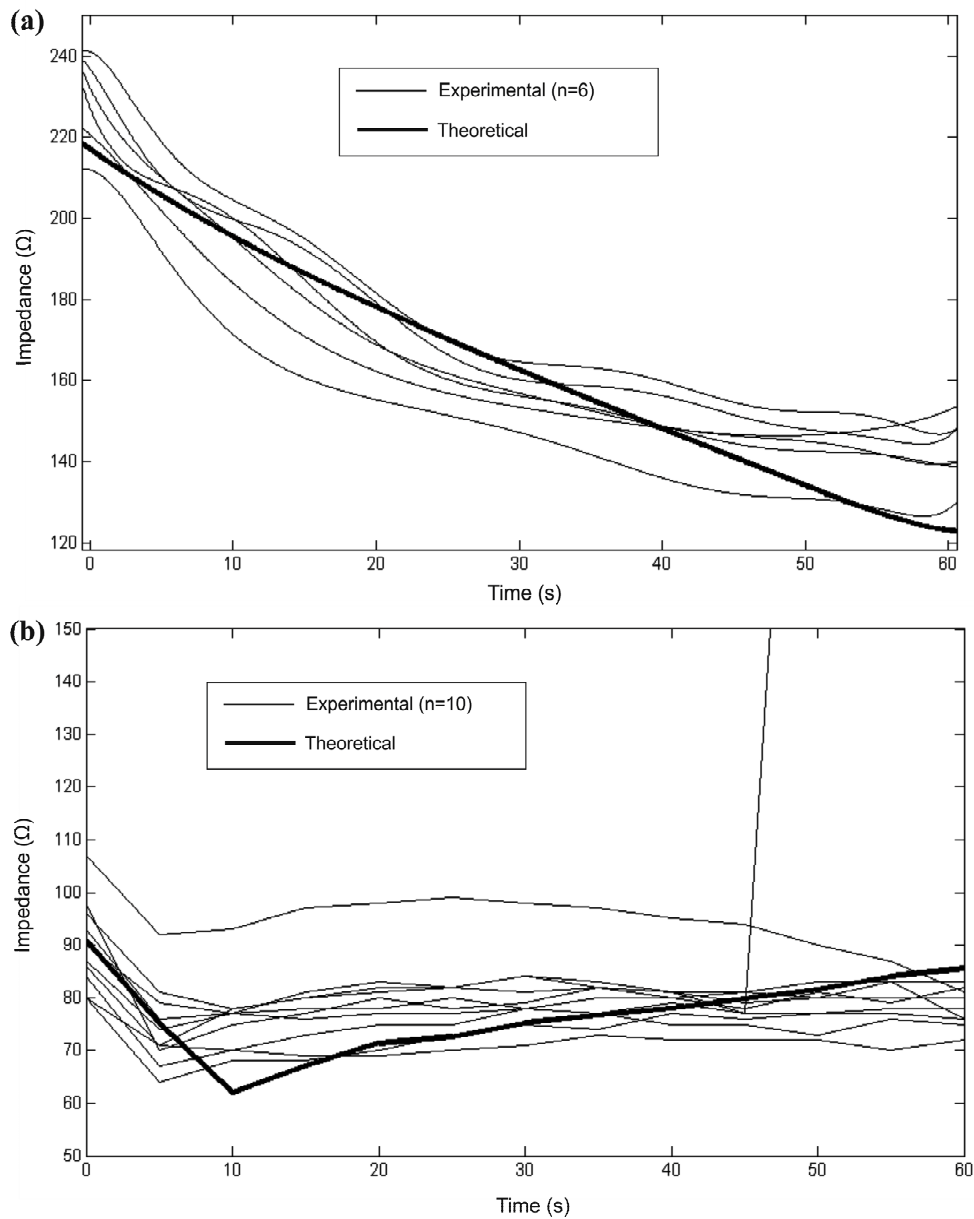 (a)
240
220
200
180
160
140
120
Impedance (Ω)
Experimental (n=6)
Theoretical
0 10 20 30 40 50 60
Time (s)
(b)
150
140
130
120
110
100
90
80
70
60
50
Impedance (Ω)
Experimental (n=10)
Theoretical
0 10 20 30 40 50 60
Time (s)